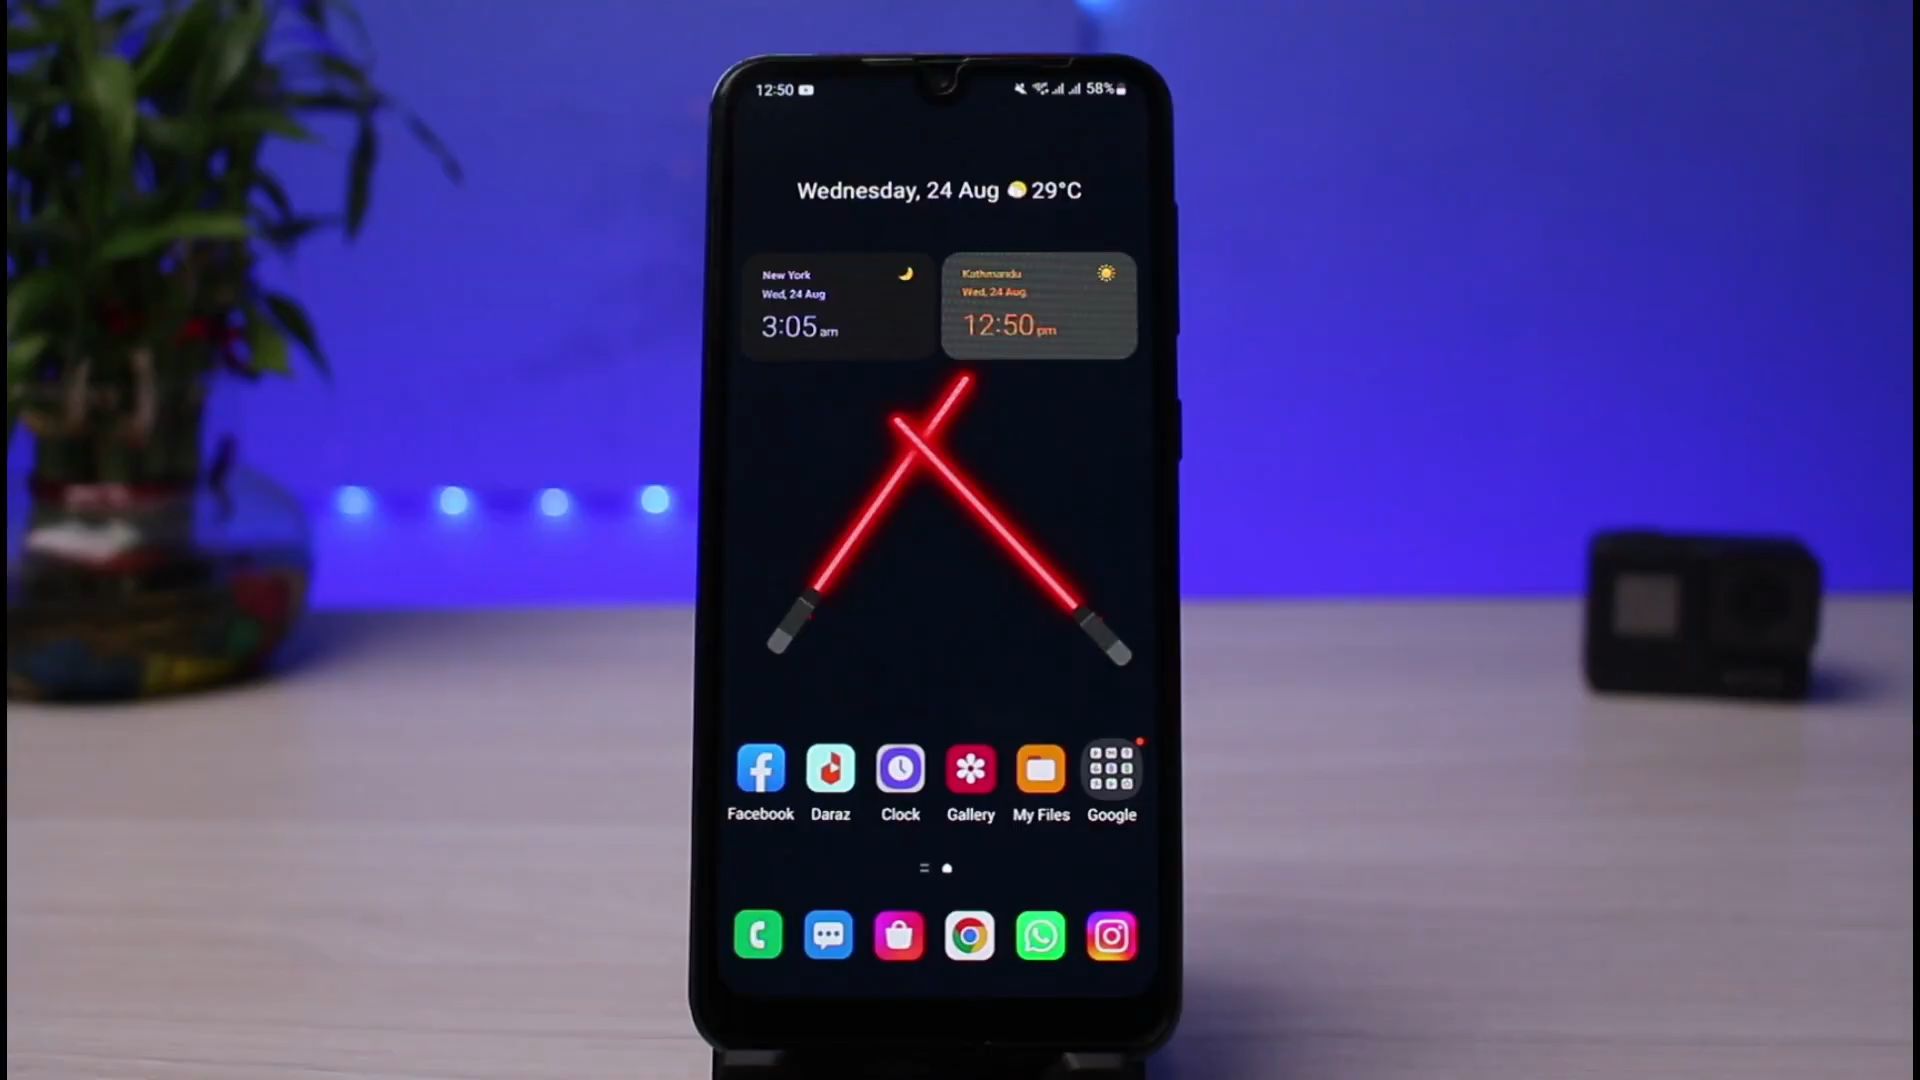 12:50
58%
Wednesday, 24 Aug 29°C
New York
Wed, 24 Aug
3:05 am
Kathmandu
Wed, 24 Aug
12:50 pm
Facebook Daraz Clock Gallery My Files Google